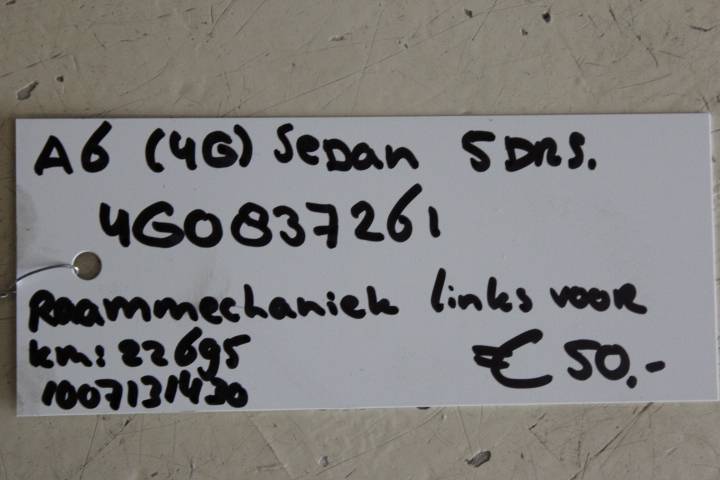 A6 (4G) Sedan 5DRS.
4G0837261
Raammechaniek links voor
km: 22695
€ 50,-
1007131430